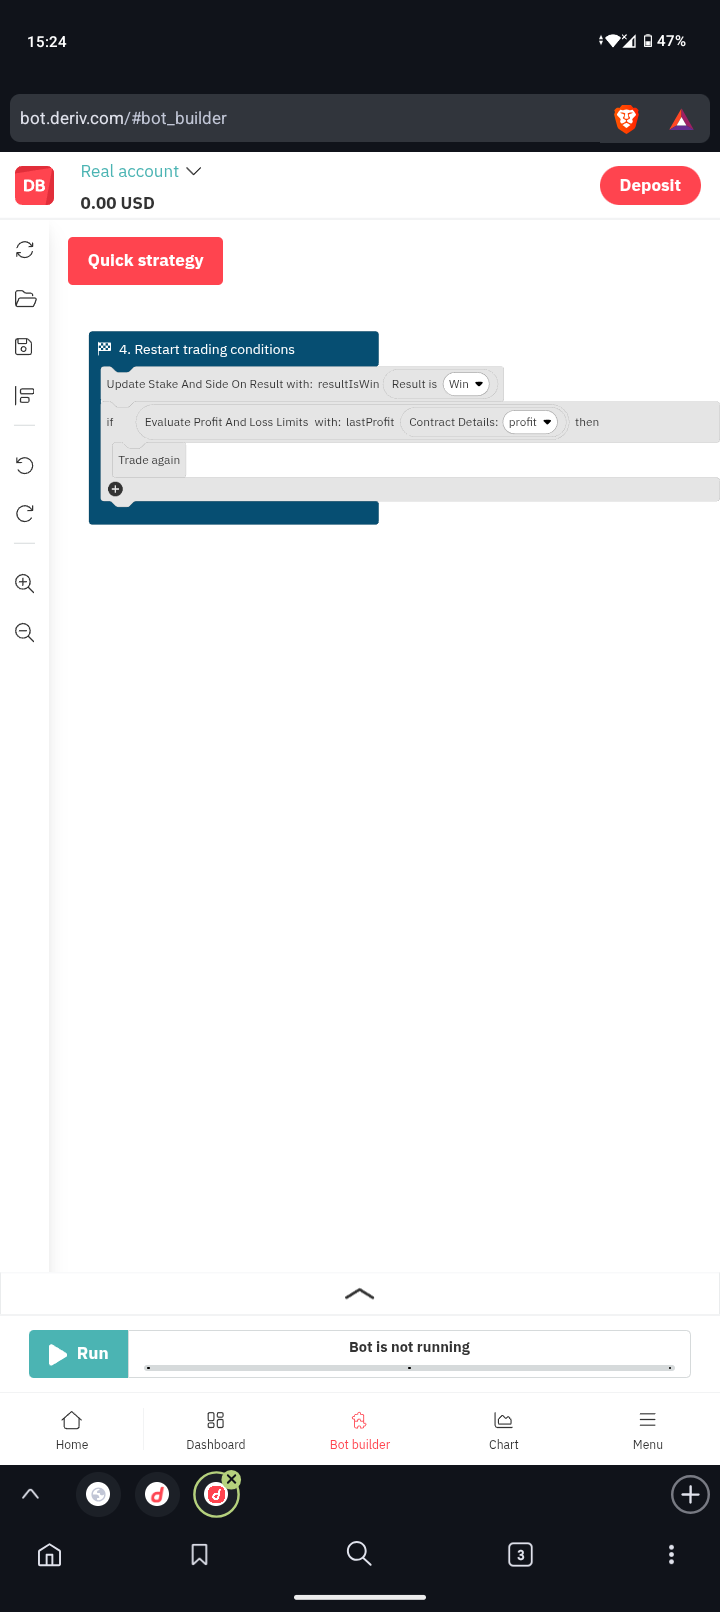 15:24
47%
bot.deriv.com/#bot_builder
DB
Real account
0.00 USD
Deposit
Quick strategy
4. Restart trading conditions
Update Stake And Side On Result with: resultIsWin Result is Win
if Evaluate Profit And Loss Limits with: lastProfit Contract Details: profit then
Trade again
Run
Bot is not running
Home
Dashboard
Bot builder
Chart
Menu
3